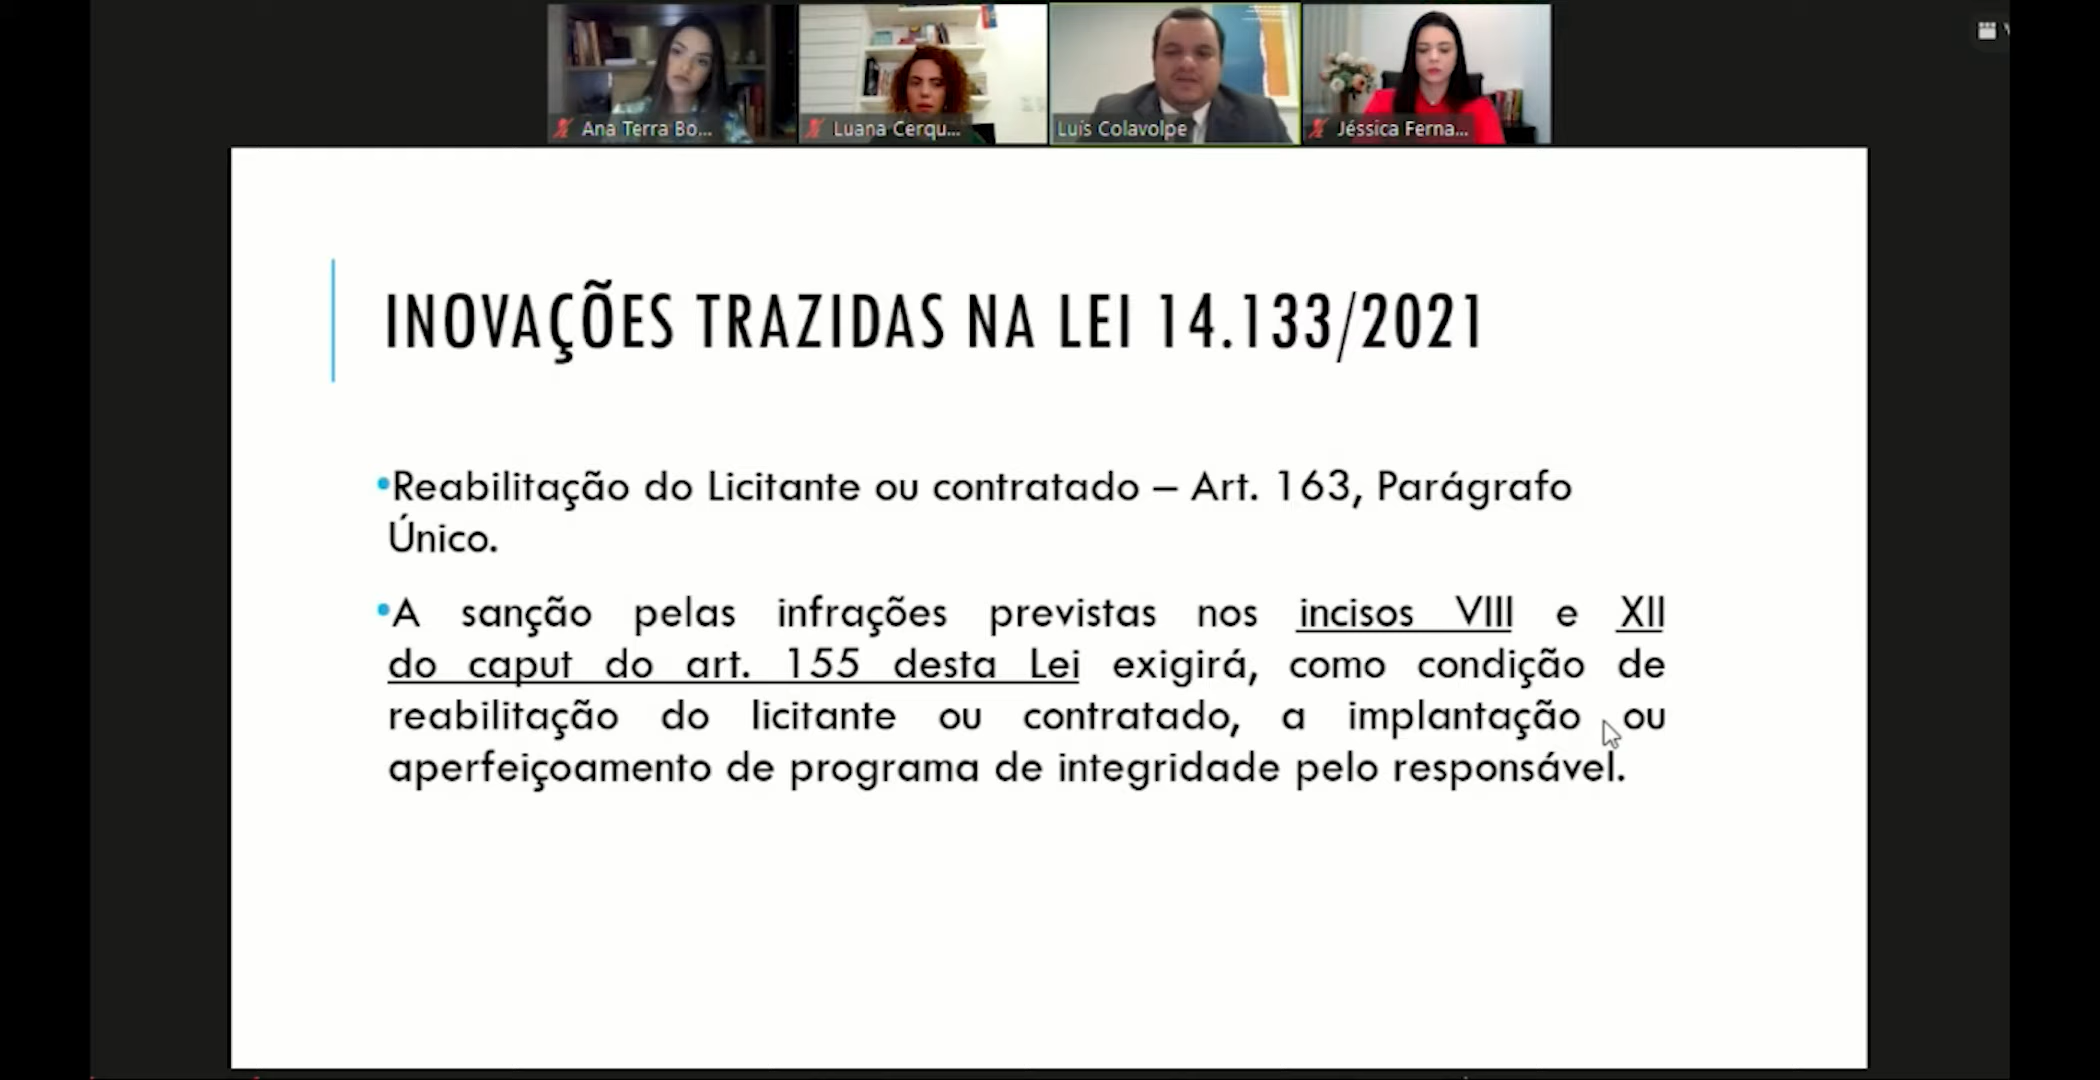 Ana Terra Bo...
Luana Cerqu...
Luís Colavolpe
Jéssica Ferna...
INOVAÇÕES TRAZIDAS NA LEI 14.133/2021
•Reabilitação do Licitante ou contratado – Art. 163, Parágrafo
Único.
•A sanção pelas infrações previstas nos incisos VIII e XII
do caput do art. 155 desta Lei exigirá, como condição de
reabilitação do licitante ou contratado, a implantação ou
aperfeiçoamento de programa de integridade pelo responsável.